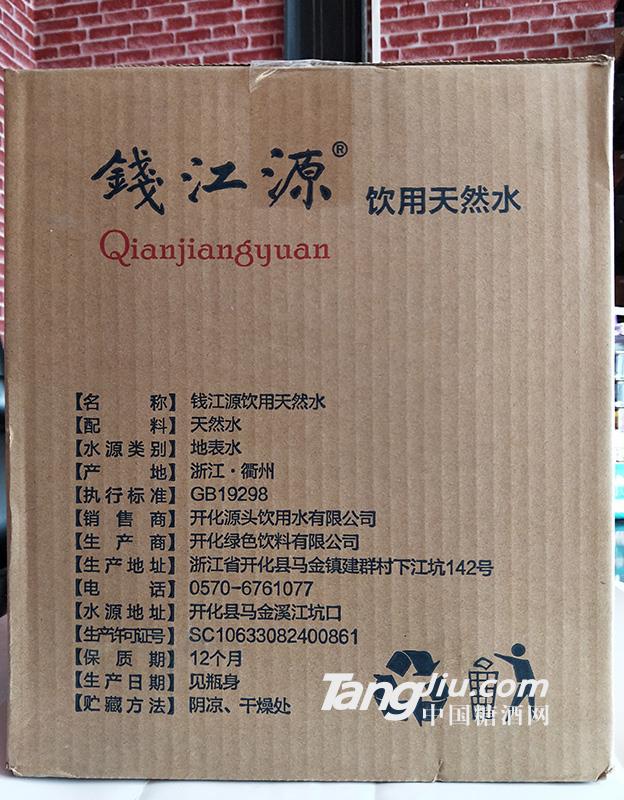 錢江源® 饮用天然水
Qianjiangyuan
【名称】钱江源饮用天然水
【配料】天然水
【水源类别】地表水
【产地】浙江·衢州
【执行标准】GB19298
【销售商】开化源头饮用水有限公司
【生产商】开化绿色饮料有限公司
【生产地址】浙江省开化县马金镇建群村下江坑142号
【电话】0570-6761077
【水源地址】开化县马金溪江坑口
【生产许可证号】SC10633082400861
【保质期】12个月
【生产日期】见瓶身
【贮藏方法】阴凉、干燥处
Tangjiu.com
中国糖酒网